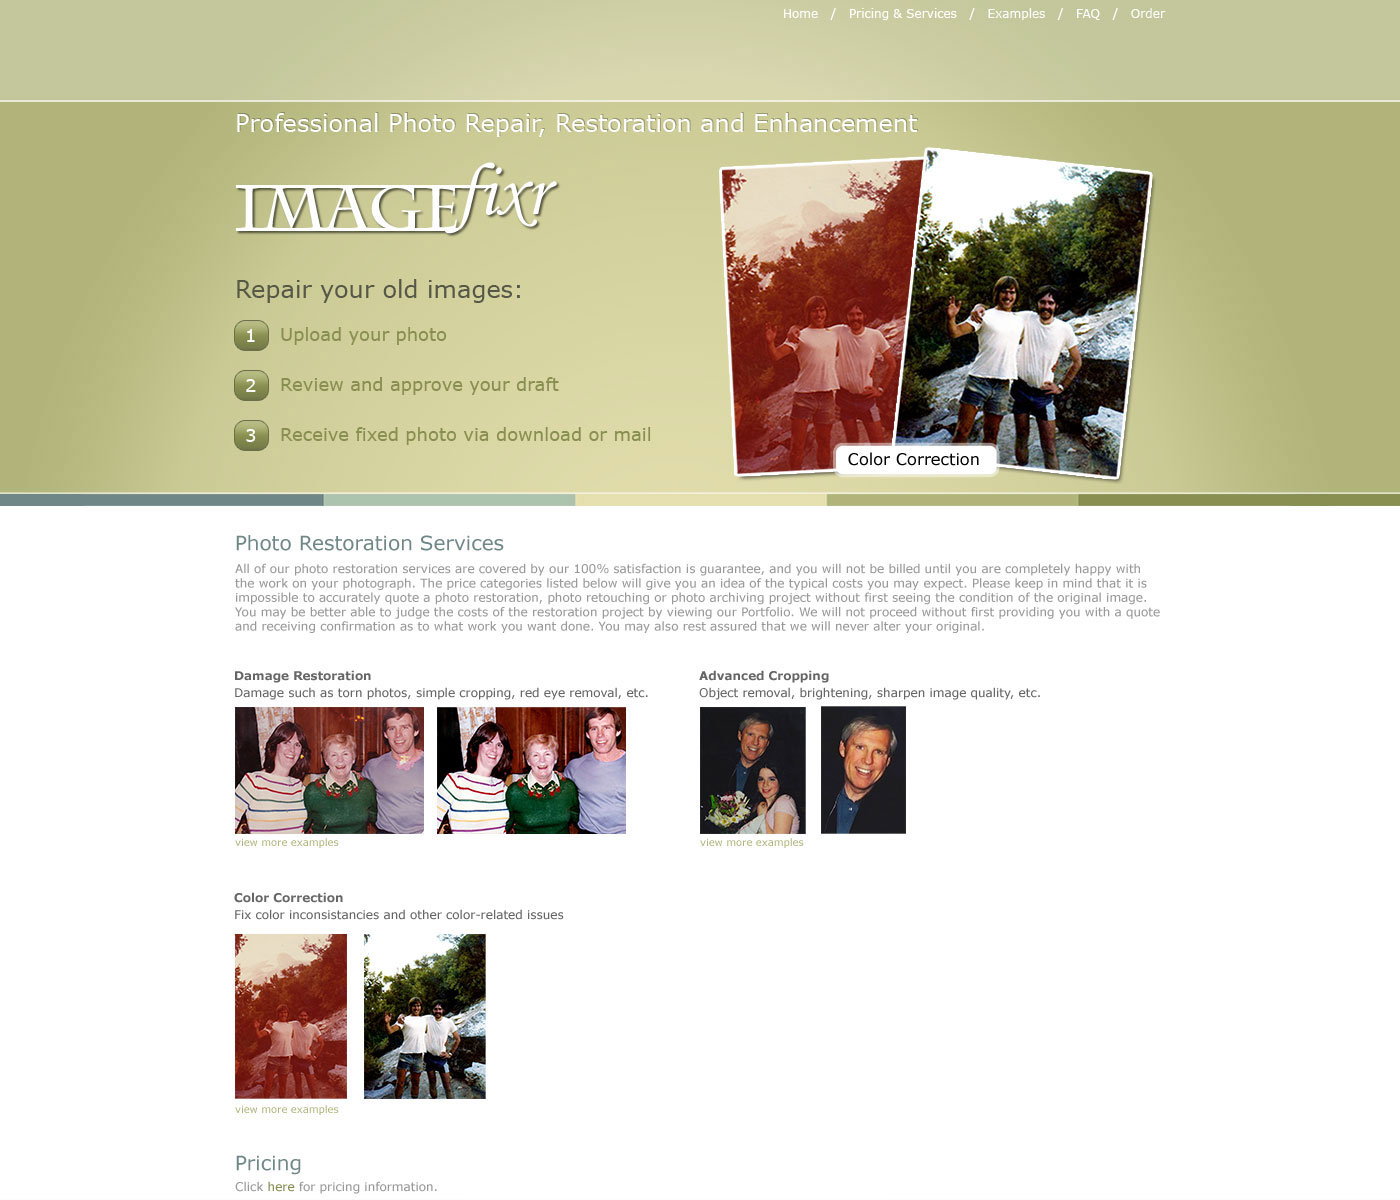 Home / Pricing & Services / Examples / FAQ / Order
Professional Photo Repair, Restoration and Enhancement
IMAGEfixr
Repair your old images:
1 Upload your photo
2 Review and approve your draft
3 Receive fixed photo via download or mail
Color Correction
Photo Restoration Services
All of our photo restoration services are covered by our 100% satisfaction is guarantee, and you will not be billed until you are completely happy with
the work on your photograph. The price categories listed below will give you an idea of the typical costs you may expect. Please keep in mind that it is
impossible to accurately quote a photo restoration, photo retouching or photo archiving project without first seeing the condition of the original image.
You may be better able to judge the costs of the restoration project by viewing our Portfolio. We will not proceed without first providing you with a quote
and receiving confirmation as to what work you want done. You may also rest assured that we will never alter your original.
Damage Restoration
Damage such as torn photos, simple cropping, red eye removal, etc.
view more examples
Advanced Cropping
Object removal, brightening, sharpen image quality, etc.
view more examples
Color Correction
Fix color inconsistancies and other color-related issues
view more examples
Pricing
Click here for pricing information.